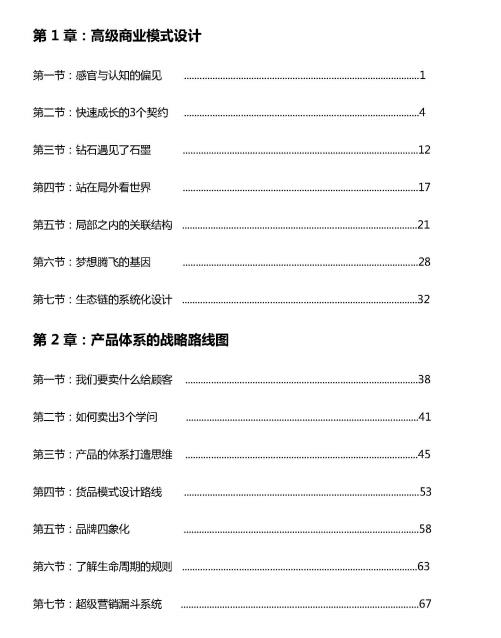 第 1 章：高级商业模式设计
第一节：感官与认知的偏见 ............................................................................1
第二节：快速成长的3个契约 ............................................................................4
第三节：钻石遇见了石墨 ............................................................................12
第四节：站在局外看世界 ............................................................................17
第五节：局部之内的关联结构 ............................................................................21
第六节：梦想腾飞的基因 ............................................................................28
第七节：生态链的系统化设计 ............................................................................32
第 2 章：产品体系的战略路线图
第一节：我们要卖什么给顾客 ............................................................................38
第二节：如何卖出3个学问 ............................................................................41
第三节：产品的体系打造思维 ............................................................................45
第四节：货品模式设计路线 ............................................................................53
第五节：品牌四象化 ............................................................................58
第六节：了解生命周期的规则 ............................................................................63
第七节：超级营销漏斗系统 ............................................................................67